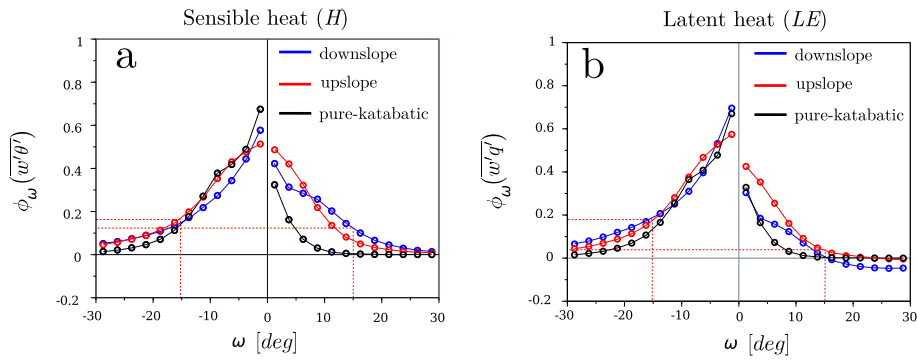 Sensible heat (H)
a
downslope
upslope
pure-katabatic
1
0.8
0.6
0.4
0.2
0
-0.2
ϕω(w′θ′)
-30
-20
-10
0
10
20
30
ω [deg]
Latent heat (LE)
b
downslope
upslope
pure-katabatic
1
0.8
0.6
0.4
0.2
0
-0.2
ϕω(w′q′)
-30
-20
-10
0
10
20
30
ω [deg]